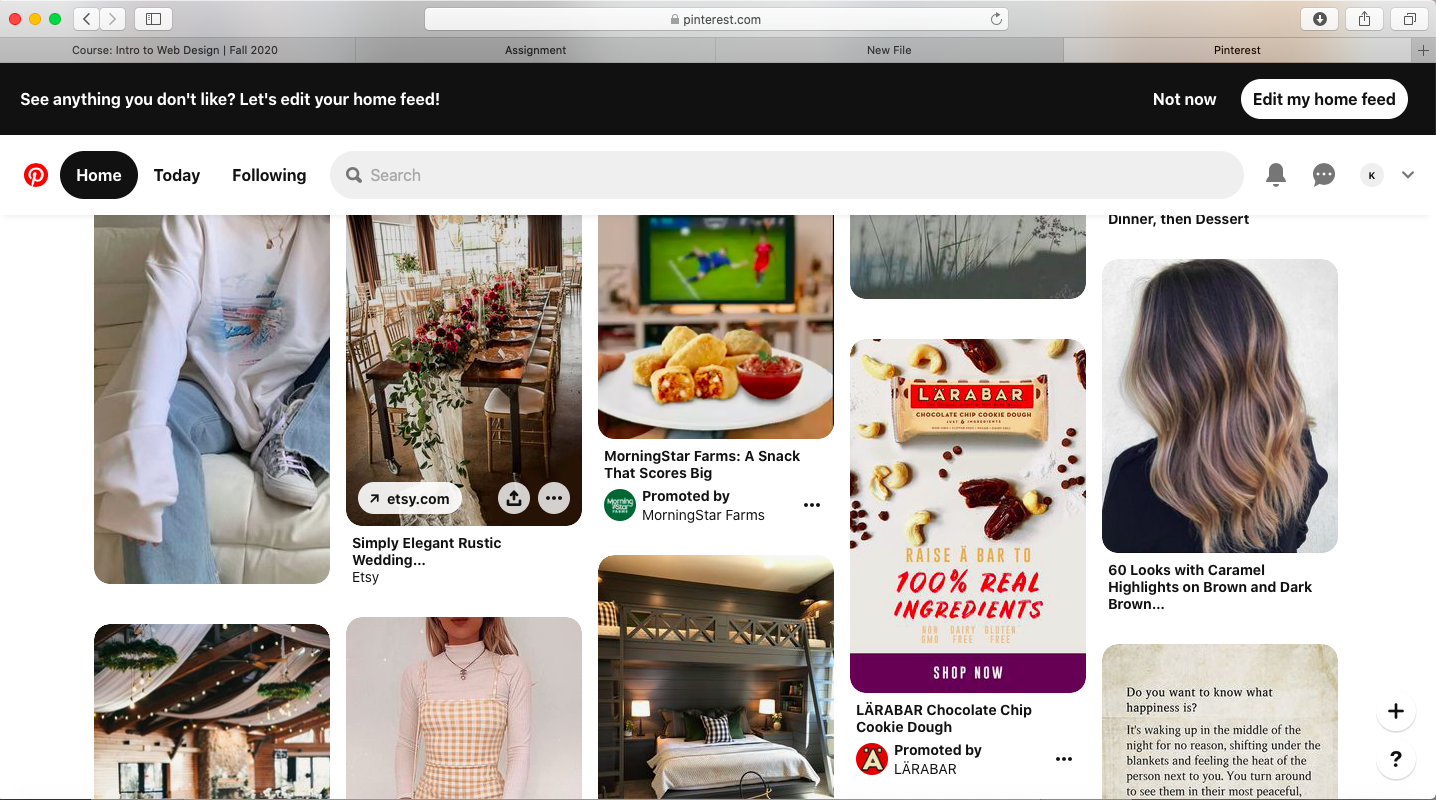 pinterest.com
Course: Intro to Web Design | Fall 2020
Assignment
New File
Pinterest
See anything you don't like? Let's edit your home feed!
Not now
Edit my home feed
Home
Today
Following
Search
K
etsy.com
Simply Elegant Rustic
Wedding...
Etsy
MorningStar Farms: A Snack
That Scores Big
Morning
Star
FARMS
Promoted by
MorningStar Farms
LÄRABAR
CHOCOLATE CHIP COOKIE DOUGH
JUST 6 INGREDIENTS
RAISE Ä BAR TO
100% REAL
INGREDIENTS
NON DAIRY GLUTEN
GMO FREE FREE
SHOP NOW
LÄRABAR Chocolate Chip
Cookie Dough
Ä
Promoted by
LÄRABAR
Dinner, then Dessert
60 Looks with Caramel
Highlights on Brown and Dark
Brown...
Do you want to know what
happiness is?
It's waking up in the middle of the
night for no reason, shifting under the
blankets and feeling the heat of the
person next to you. You turn around
to see them in their most peaceful,
+
?